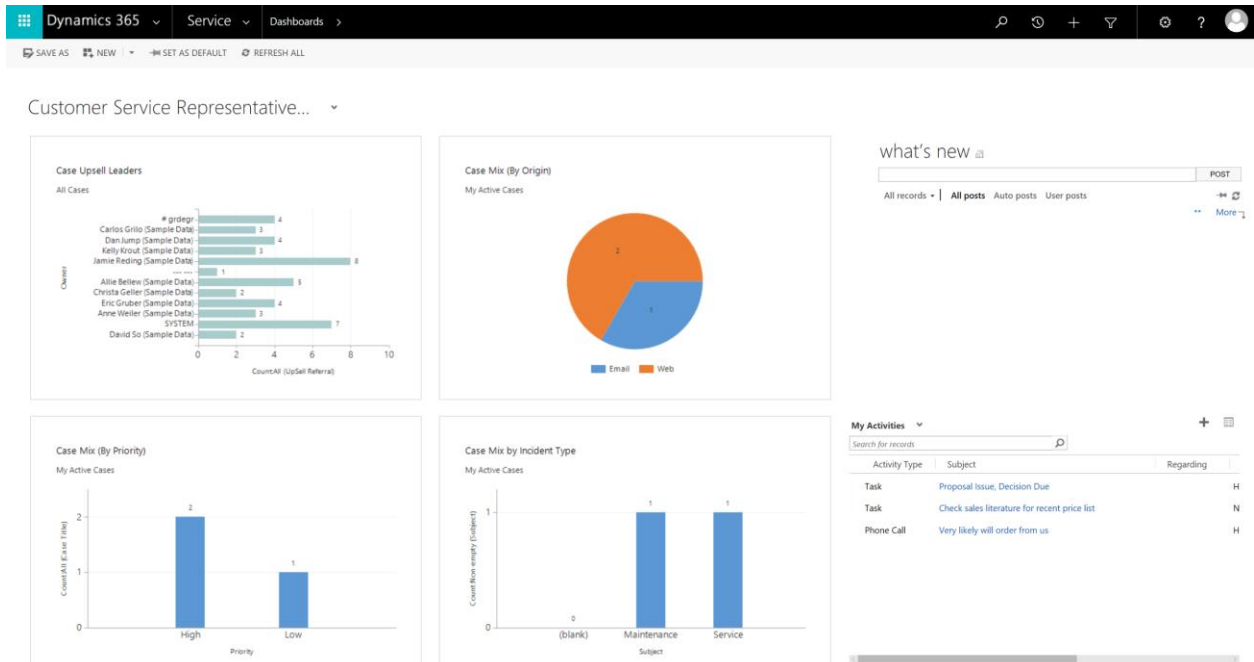 Dynamics 365 Service Dashboards >
SAVE AS NEW SET AS DEFAULT REFRESH ALL
Customer Service Representative...
Case Upsell Leaders
All Cases
Owner
# grdegr 4
Carlos Grilo (Sample Data) 3
Dan Jump (Sample Data) 4
Kelly Krout (Sample Data) 3
Jamie Reding (Sample Data) 8
--- --- 1
Allie Bellew (Sample Data) 5
Christa Geller (Sample Data) 2
Eric Gruber (Sample Data) 4
Anne Weiler (Sample Data) 3
SYSTEM 7
David So (Sample Data) 2
0 2 4 6 8 10
Count:All (UpSell Referral)
Case Mix (By Origin)
My Active Cases
2
1
Email Web
what's new
POST
All records All posts Auto posts User posts
More
Case Mix (By Priority)
My Active Cases
Count:All (Case Title)
2
1
0
2
1
High Low
Priority
Case Mix by Incident Type
My Active Cases
Count:Non-empty (Subject)
1
0
0 1 1
(blank) Maintenance Service
Subject
My Activities
Search for records
Activity Type Subject Regarding
Task Proposal Issue, Decision Due H
Task Check sales literature for recent price list N
Phone Call Very likely will order from us H